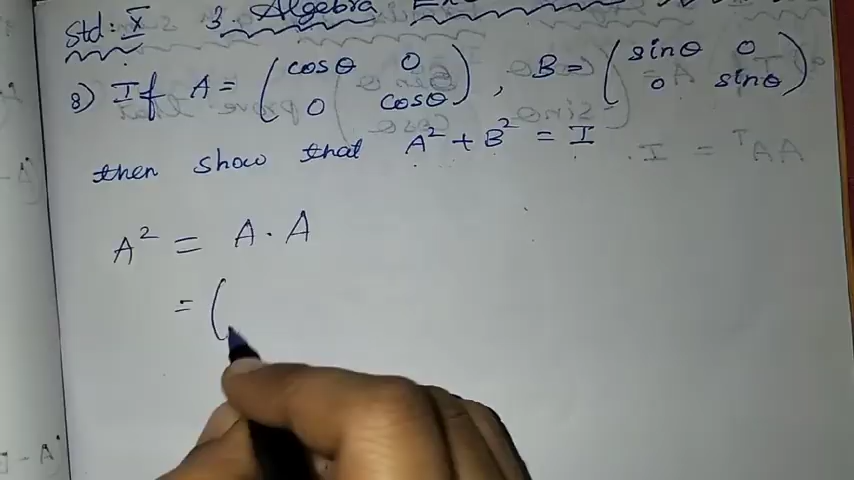 Std: X 3. Algebra
8) If A = ( cosθ 0 0 cosθ ) , B = ( sinθ 0 0 sinθ )
then show that A² + B² = I
A² = A · A
= (